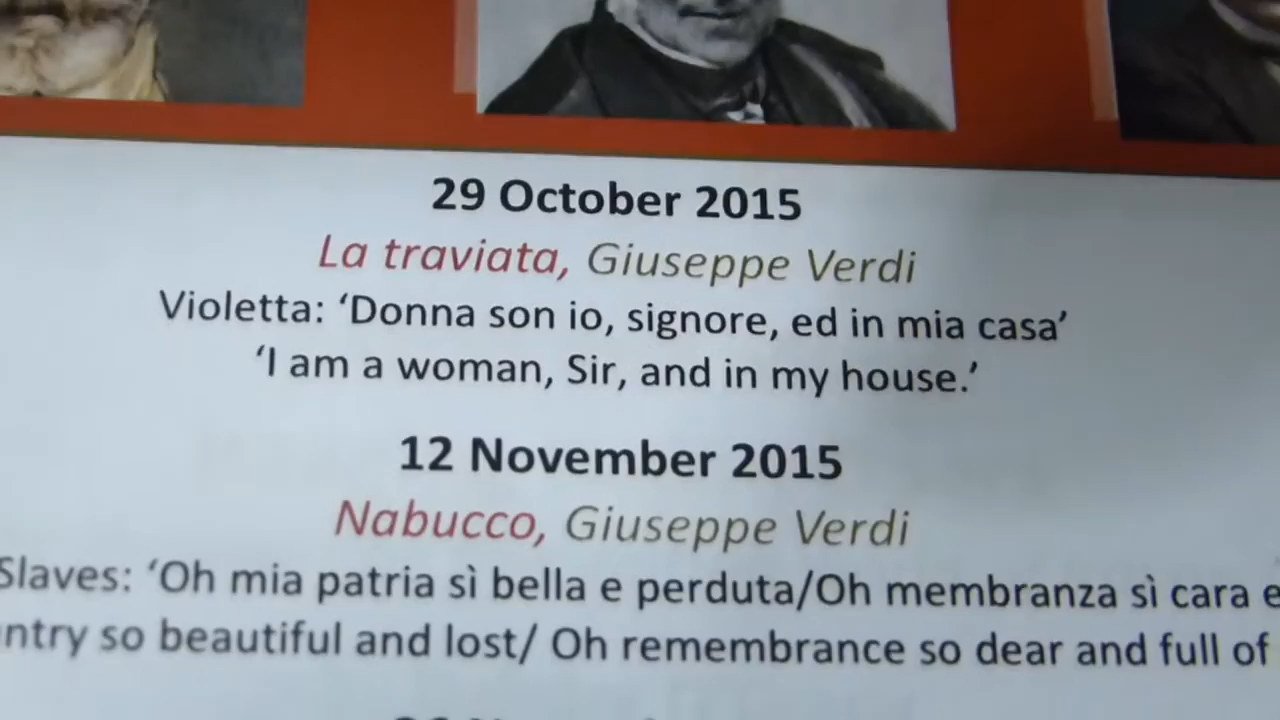 29 October 2015
La traviata, Giuseppe Verdi
Violetta: ‘Donna son io, signore, ed in mia casa’
‘I am a woman, Sir, and in my house.’
12 November 2015
Nabucco, Giuseppe Verdi
Slaves: ‘Oh mia patria sì bella e perduta/Oh membranza sì cara e
so beautiful and lost/ Oh remembrance so dear and full of